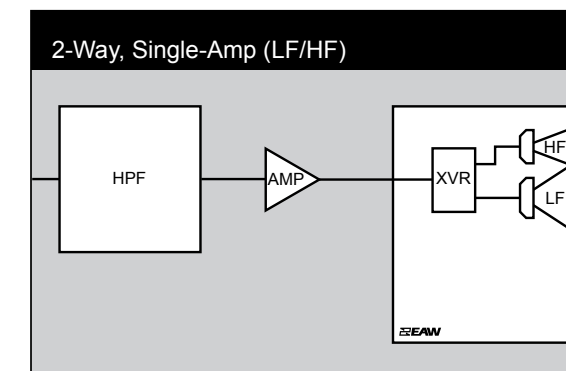 2-Way, Single-Amp (LF/HF)
HPF
AMP
XVR
HF
LF
EAW